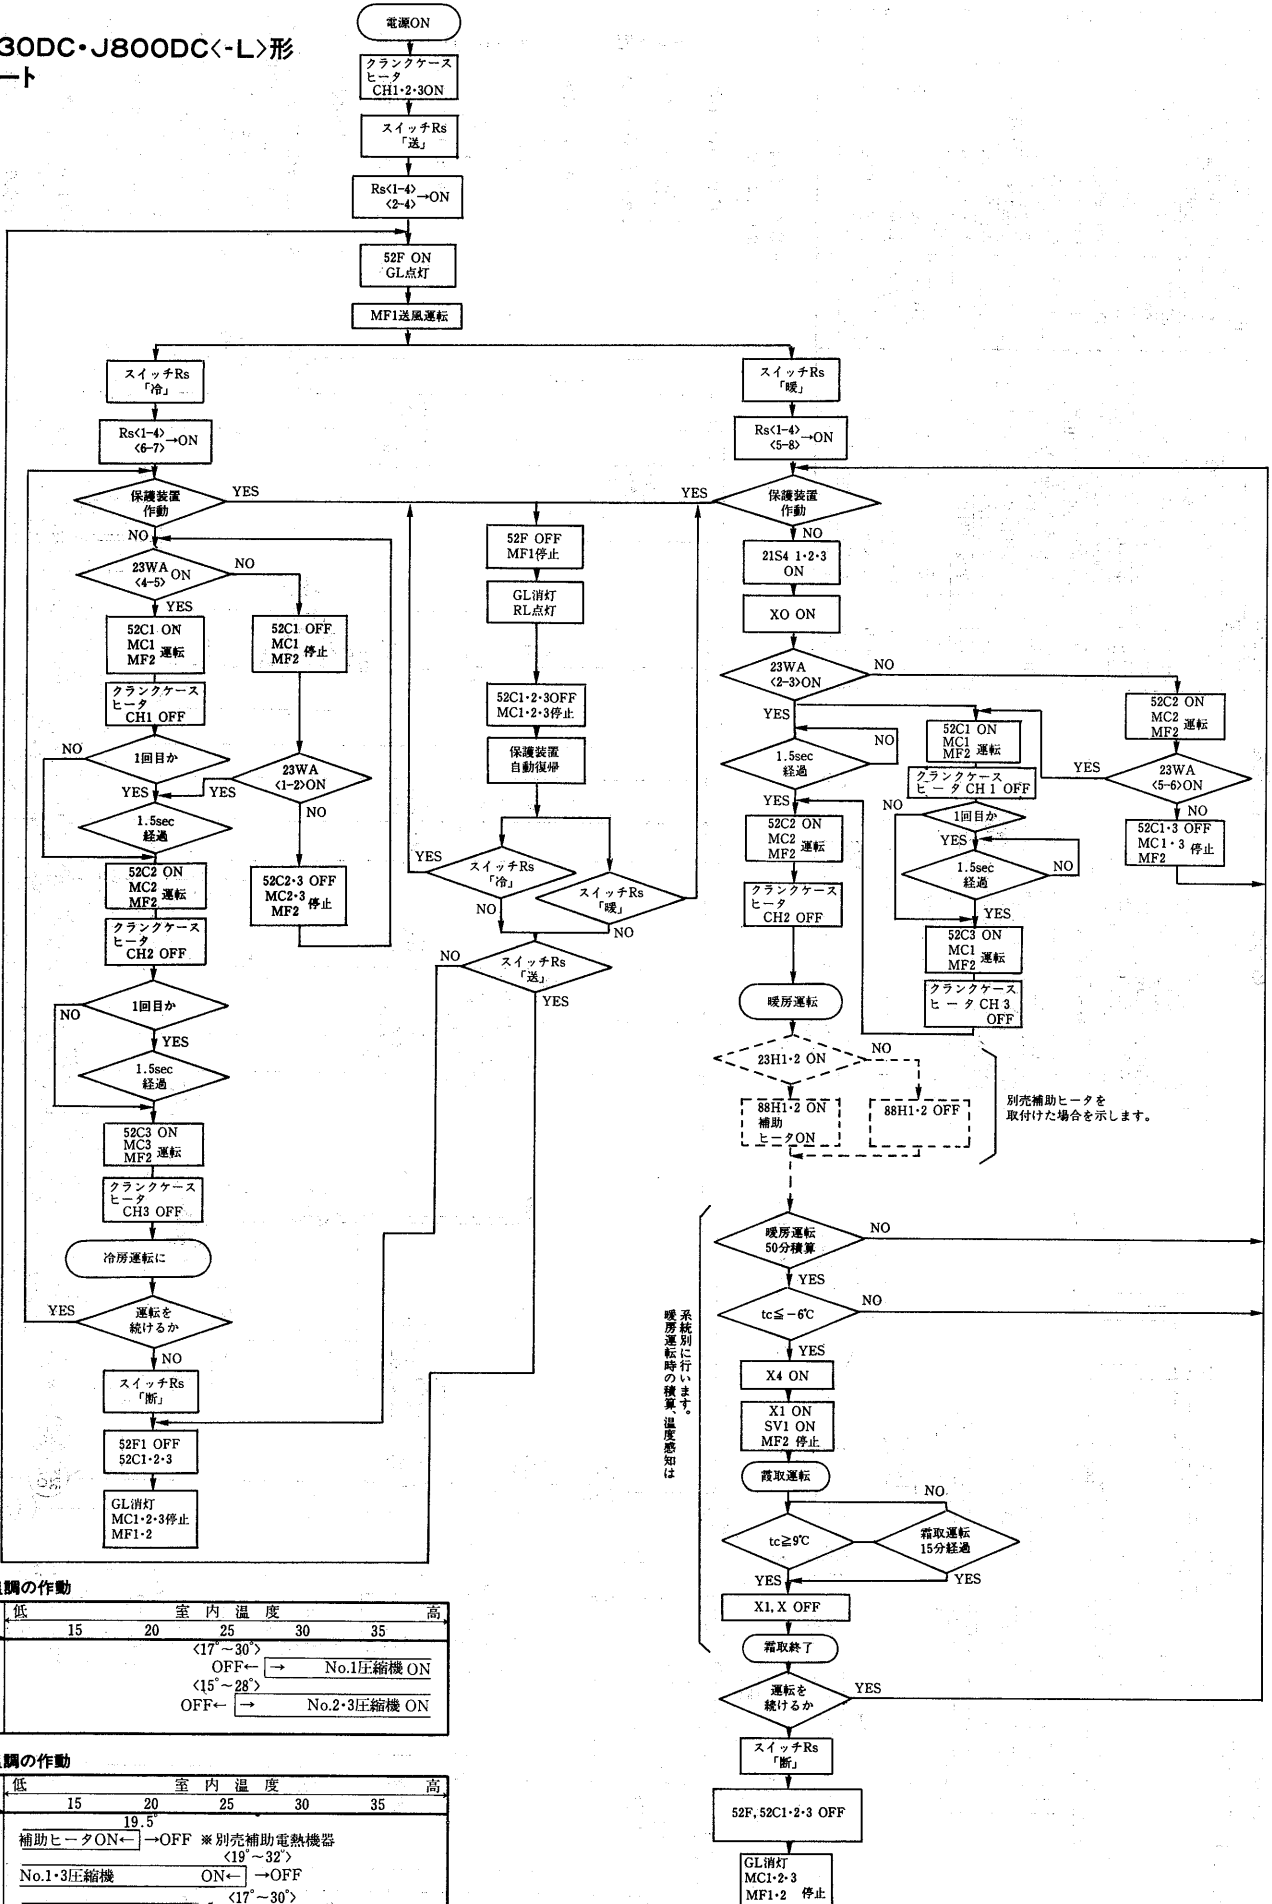 30DC・J800DC<-L>形
ート
電源ON
クランクケース
ヒータ
CH1・2・3ON
スイッチRs
「送」
Rs<1-4>
<2-4>→ON
52F ON
GL点灯
MF1送風運転
スイッチRs
「冷」
Rs<1-4>
<6-7>→ON
保護装置
作動
YES
NO
23WA
<4-5> ON
NO
YES
52C1 ON
MC1
MF2 運転
52C1 OFF
MC1
MF2 停止
クランクケース
ヒータ
CH1 OFF
NO
1回目か
YES
YES
23WA
<1-2>ON
NO
1.5sec
経過
52C2 ON
MC2
MF2 運転
52C2・3 OFF
MC2・3
MF2 停止
クランクケース
ヒータ
CH2 OFF
1回目か
NO
YES
1.5sec
経過
52C3 ON
MC3
MF2 運転
クランクケース
ヒータ
CH3 OFF
冷房運転に
YES
運転を
続けるか
NO
スイッチRs
「断」
52F1 OFF
52C1・2・3
GL消灯
MC1・2・3停止
MF1・2
52F OFF
MF1停止
GL消灯
RL点灯
52C1・2・3OFF
MC1・2・3停止
保護装置
自動復帰
YES
スイッチRs
「冷」
NO
スイッチRs
「暖」
NO
NO
スイッチRs
「送」
YES
スイッチRs
「暖」
Rs<1-4>
<5-8>→ON
YES
保護装置
作動
NO
21S4 1・2・3
ON
XO ON
23WA
<2-3>ON
NO
YES
1.5sec
経過
NO
YES
52C2 ON
MC2
MF2 運転
クランクケース
ヒータ
CH2 OFF
52C1 ON
MC1
MF2 運転
クランクケース
ヒータ CH 1 OFF
NO
1回目か
YES
1.5sec
経過
NO
YES
52C3 ON
MC1
MF2 運転
クランクケース
ヒータ CH 3
OFF
52C2 ON
MC2
MF2 運転
YES
23WA
<5-6>ON
NO
52C1・3 OFF
MC1・3
MF2 停止
暖房運転
23H1・2 ON
NO
88H1・2 ON
補助
ヒータON
88H1・2 OFF
別売補助ヒータを
取付けた場合を示します。
暖房運転
50分積算
NO
YES
tc≦−6℃
NO
YES
X4 ON
X1 ON
SV1 ON
MF2 停止
霞取運転
NO
tc≧9℃
霜取運転
15分経過
YES
YES
X1, X OFF
霜取終了
運転を
続けるか
YES
スイッチRs
「断」
52F, 52C1・2・3 OFF
GL消灯
MC1・2・3
MF1・2 停止
暖房運転時の積算、温度感知は
系統別に行います。
調の作動
低 室内温度 高
15 20 25 30 35
<17°～30°>
OFF← → No.1圧縮機 ON
<15°～28°>
OFF← → No.2・3圧縮機 ON
調の作動
低 室内温度 高
15 20 25 30 35
19.5°
補助ヒータON← →OFF ※別売補助電熱機器
<19°～32°>
No.1・3圧縮機 ON← →OFF
<17°～30°>